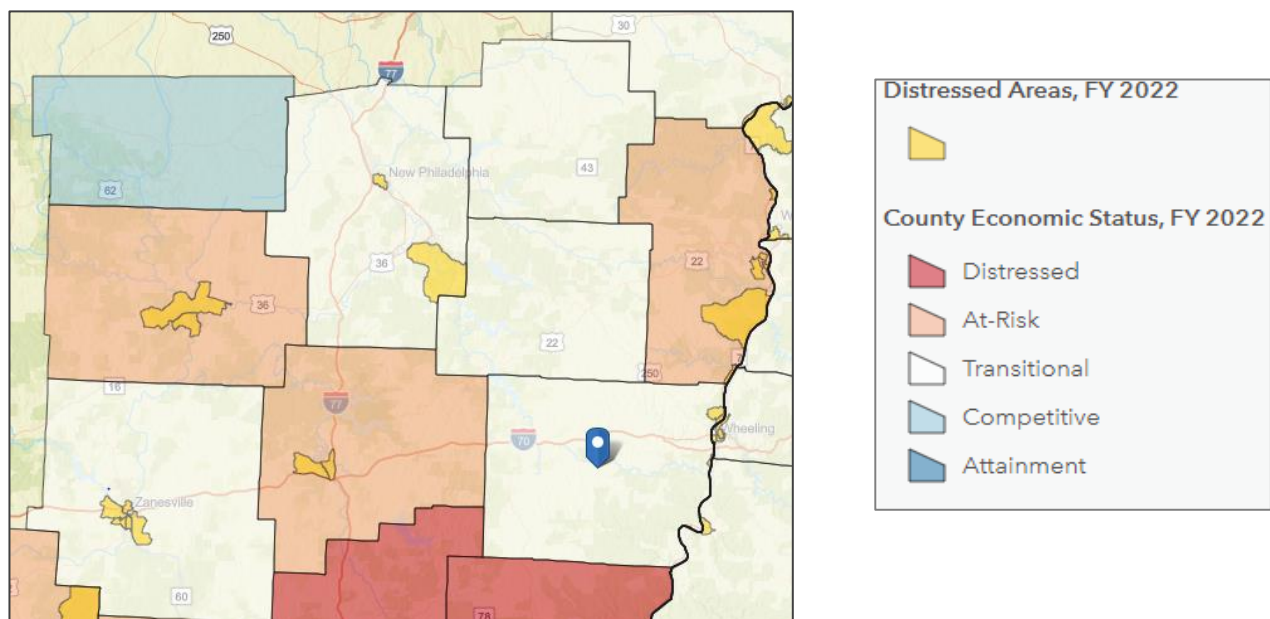 30
250
77
43
New Philadelphia
62
W
22
36
36
22
7
250
16
77
70
Wheeling
Zanesville
60
78
Distressed Areas, FY 2022
County Economic Status, FY 2022
Distressed
At-Risk
Transitional
Competitive
Attainment